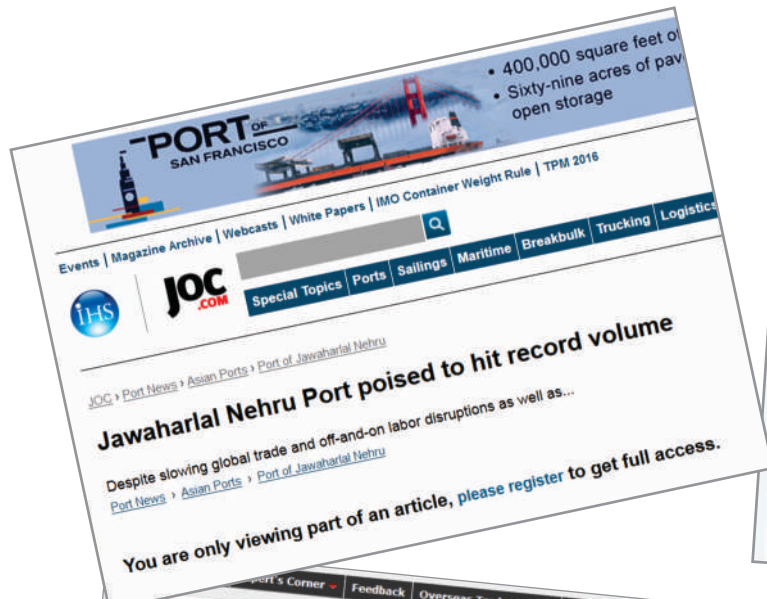 PORT OF
SAN FRANCISCO
• 400,000 square feet of
• Sixty-nine acres of
open storage
Events | Magazine Archive | Webcasts | White Papers | IMO Container Weight Rule | TPM 2016
IHS
JOC
.COM
Special Topics Ports Sailings Maritime Breakbulk Trucking Logistics
JOC › Port News › Asian Ports › Port of Jawaharlal Nehru
Jawaharlal Nehru Port poised to hit record volume
Despite slowing global trade and off-and-on labor disruptions as well as...
Port News › Asian Ports › Port of Jawaharlal Nehru
You are only viewing part of an article, please register to get full access.
Corner Feedback Overseas